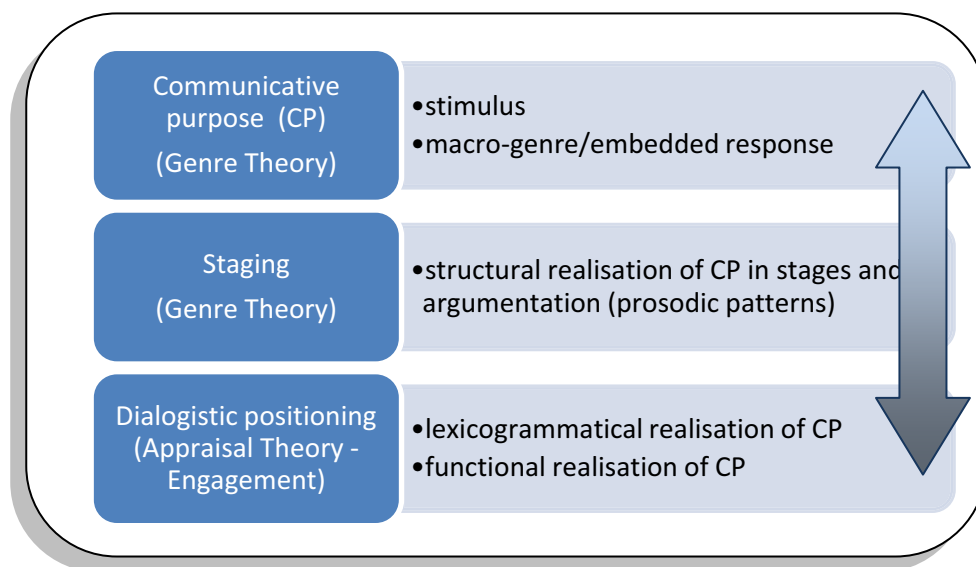 Communicative
purpose (CP)
(Genre Theory)
•stimulus
•macro-genre/embedded response
Staging
(Genre Theory)
•structural realisation of CP in stages and
argumentation (prosodic patterns)
Dialogistic positioning
(Appraisal Theory -
Engagement)
•lexicogrammatical realisation of CP
•functional realisation of CP